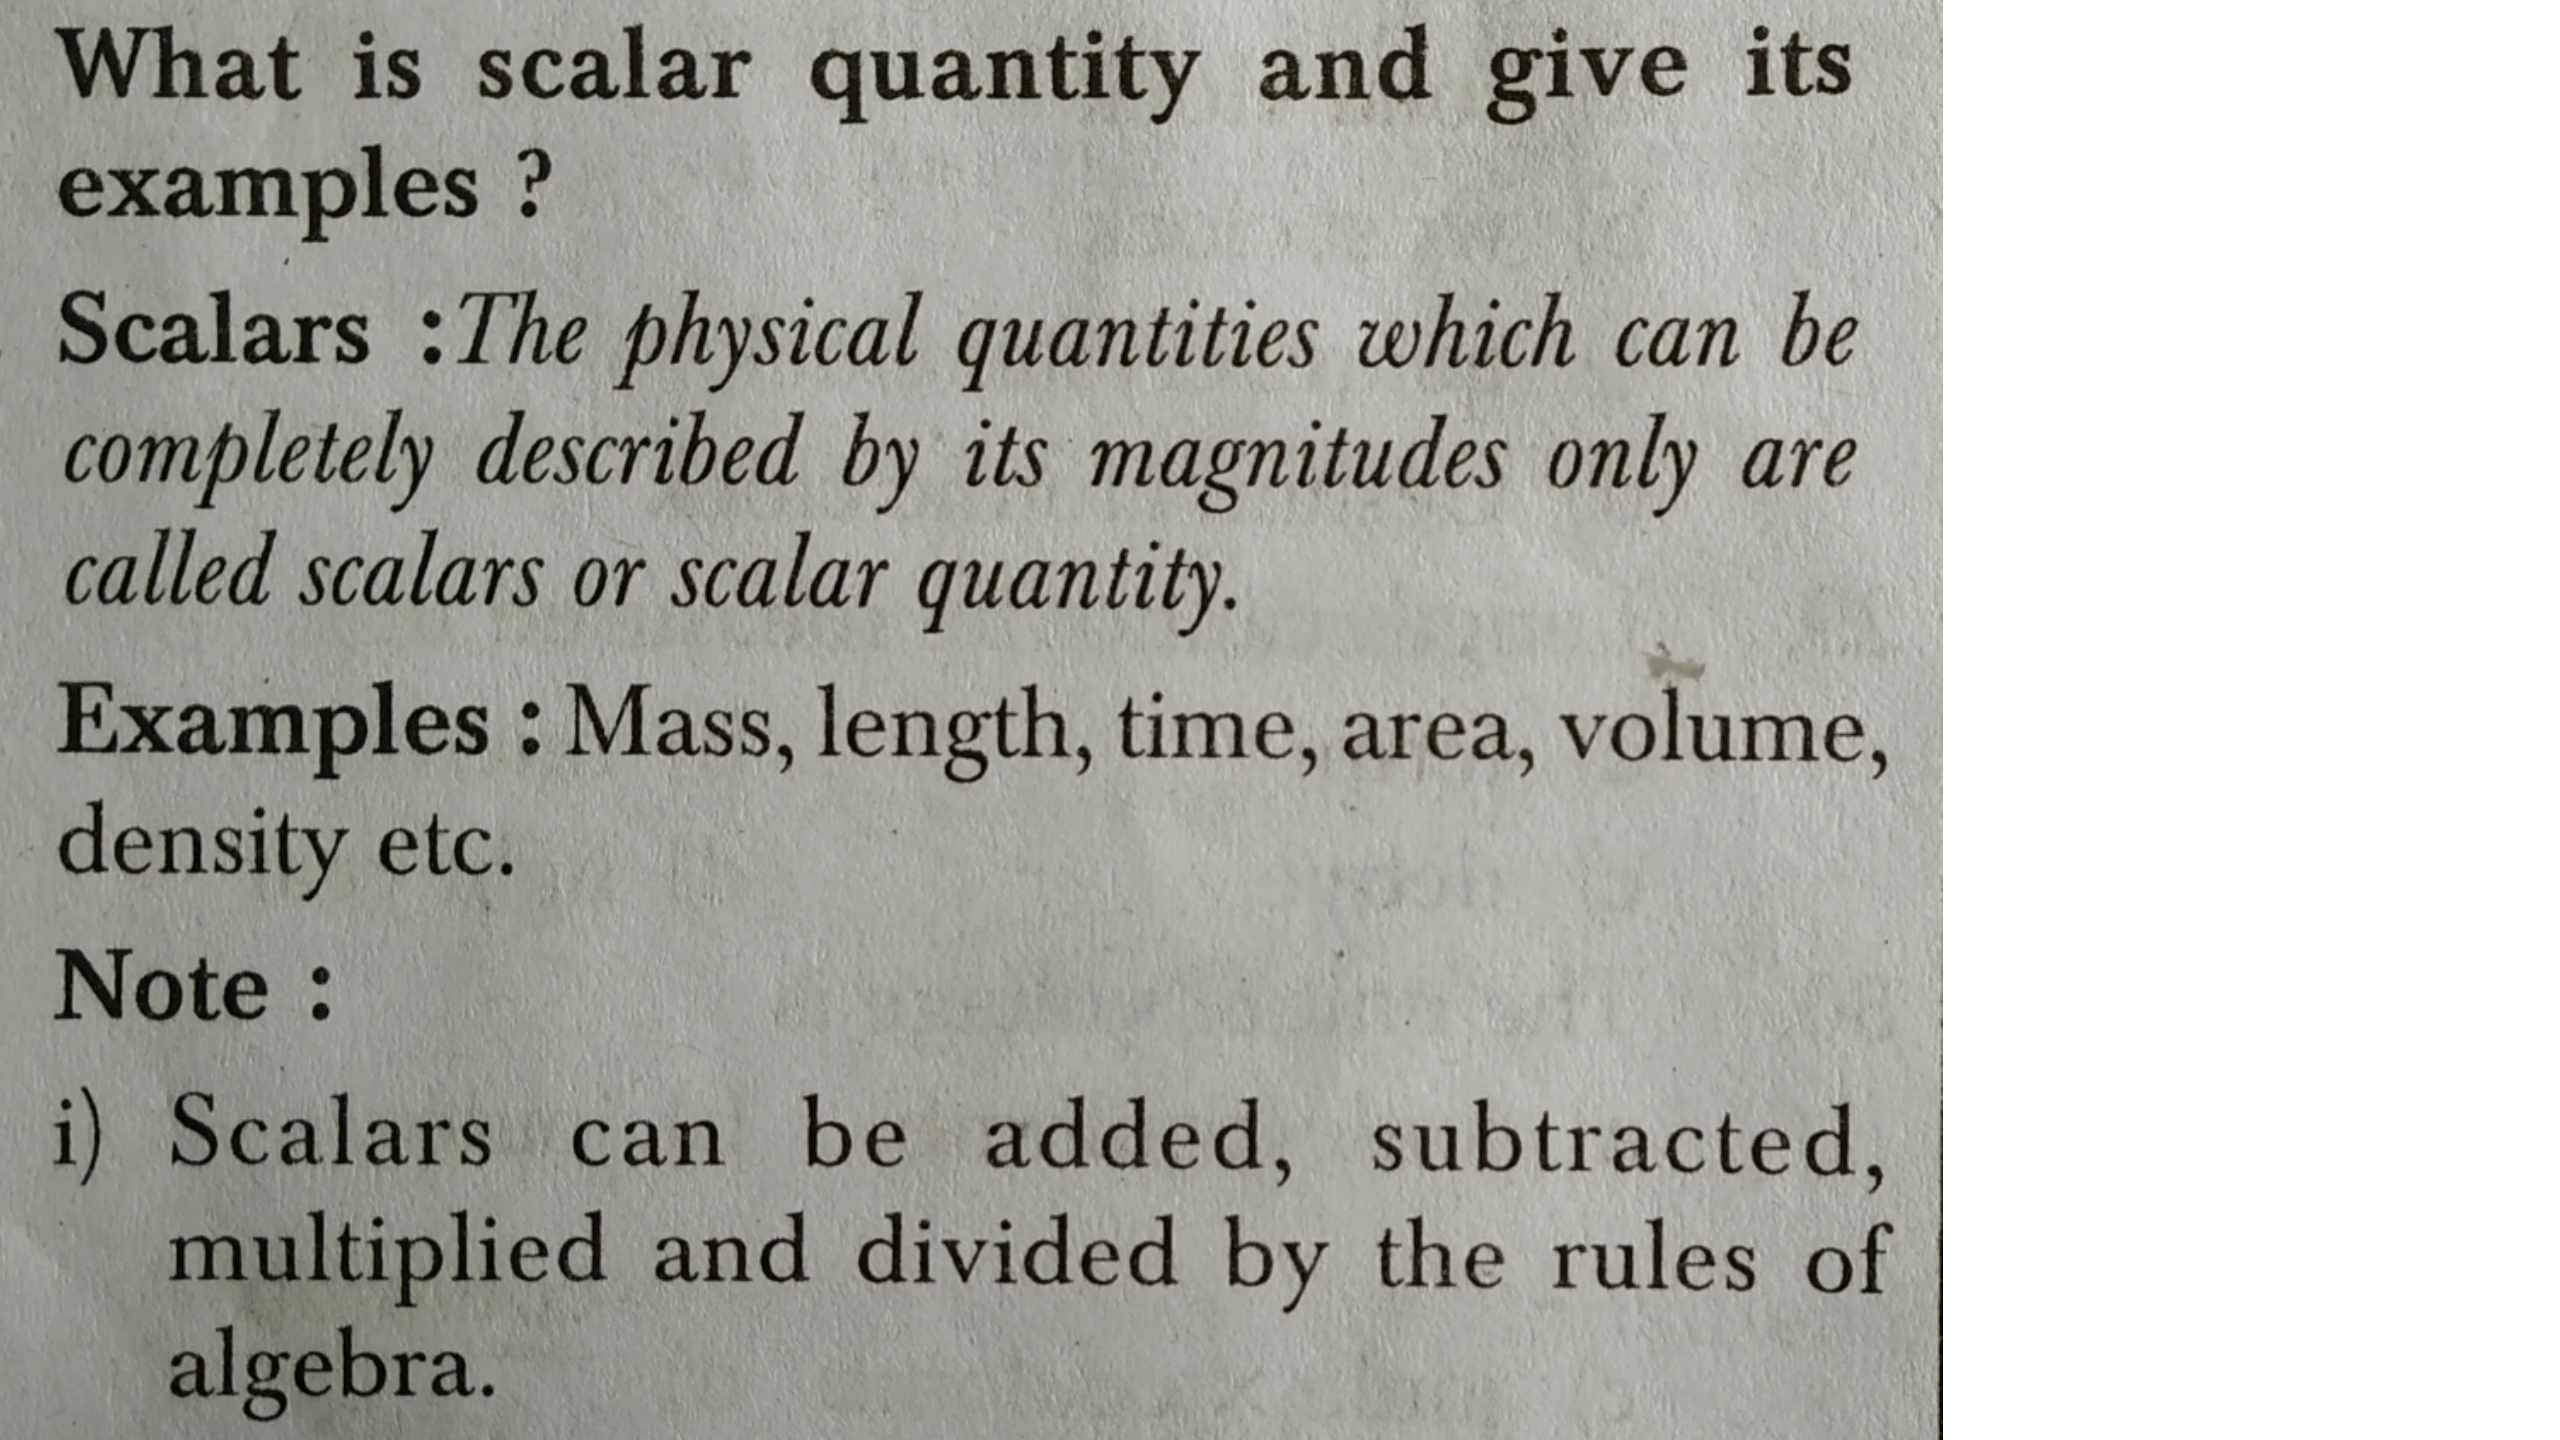 What is scalar quantity and give its
examples ?
Scalars :The physical quantities which can be
completely described by its magnitudes only are
called scalars or scalar quantity.
Examples : Mass, length, time, area, volume,
density etc.
Note :
i) Scalars can be added, subtracted,
multiplied and divided by the rules of
algebra.